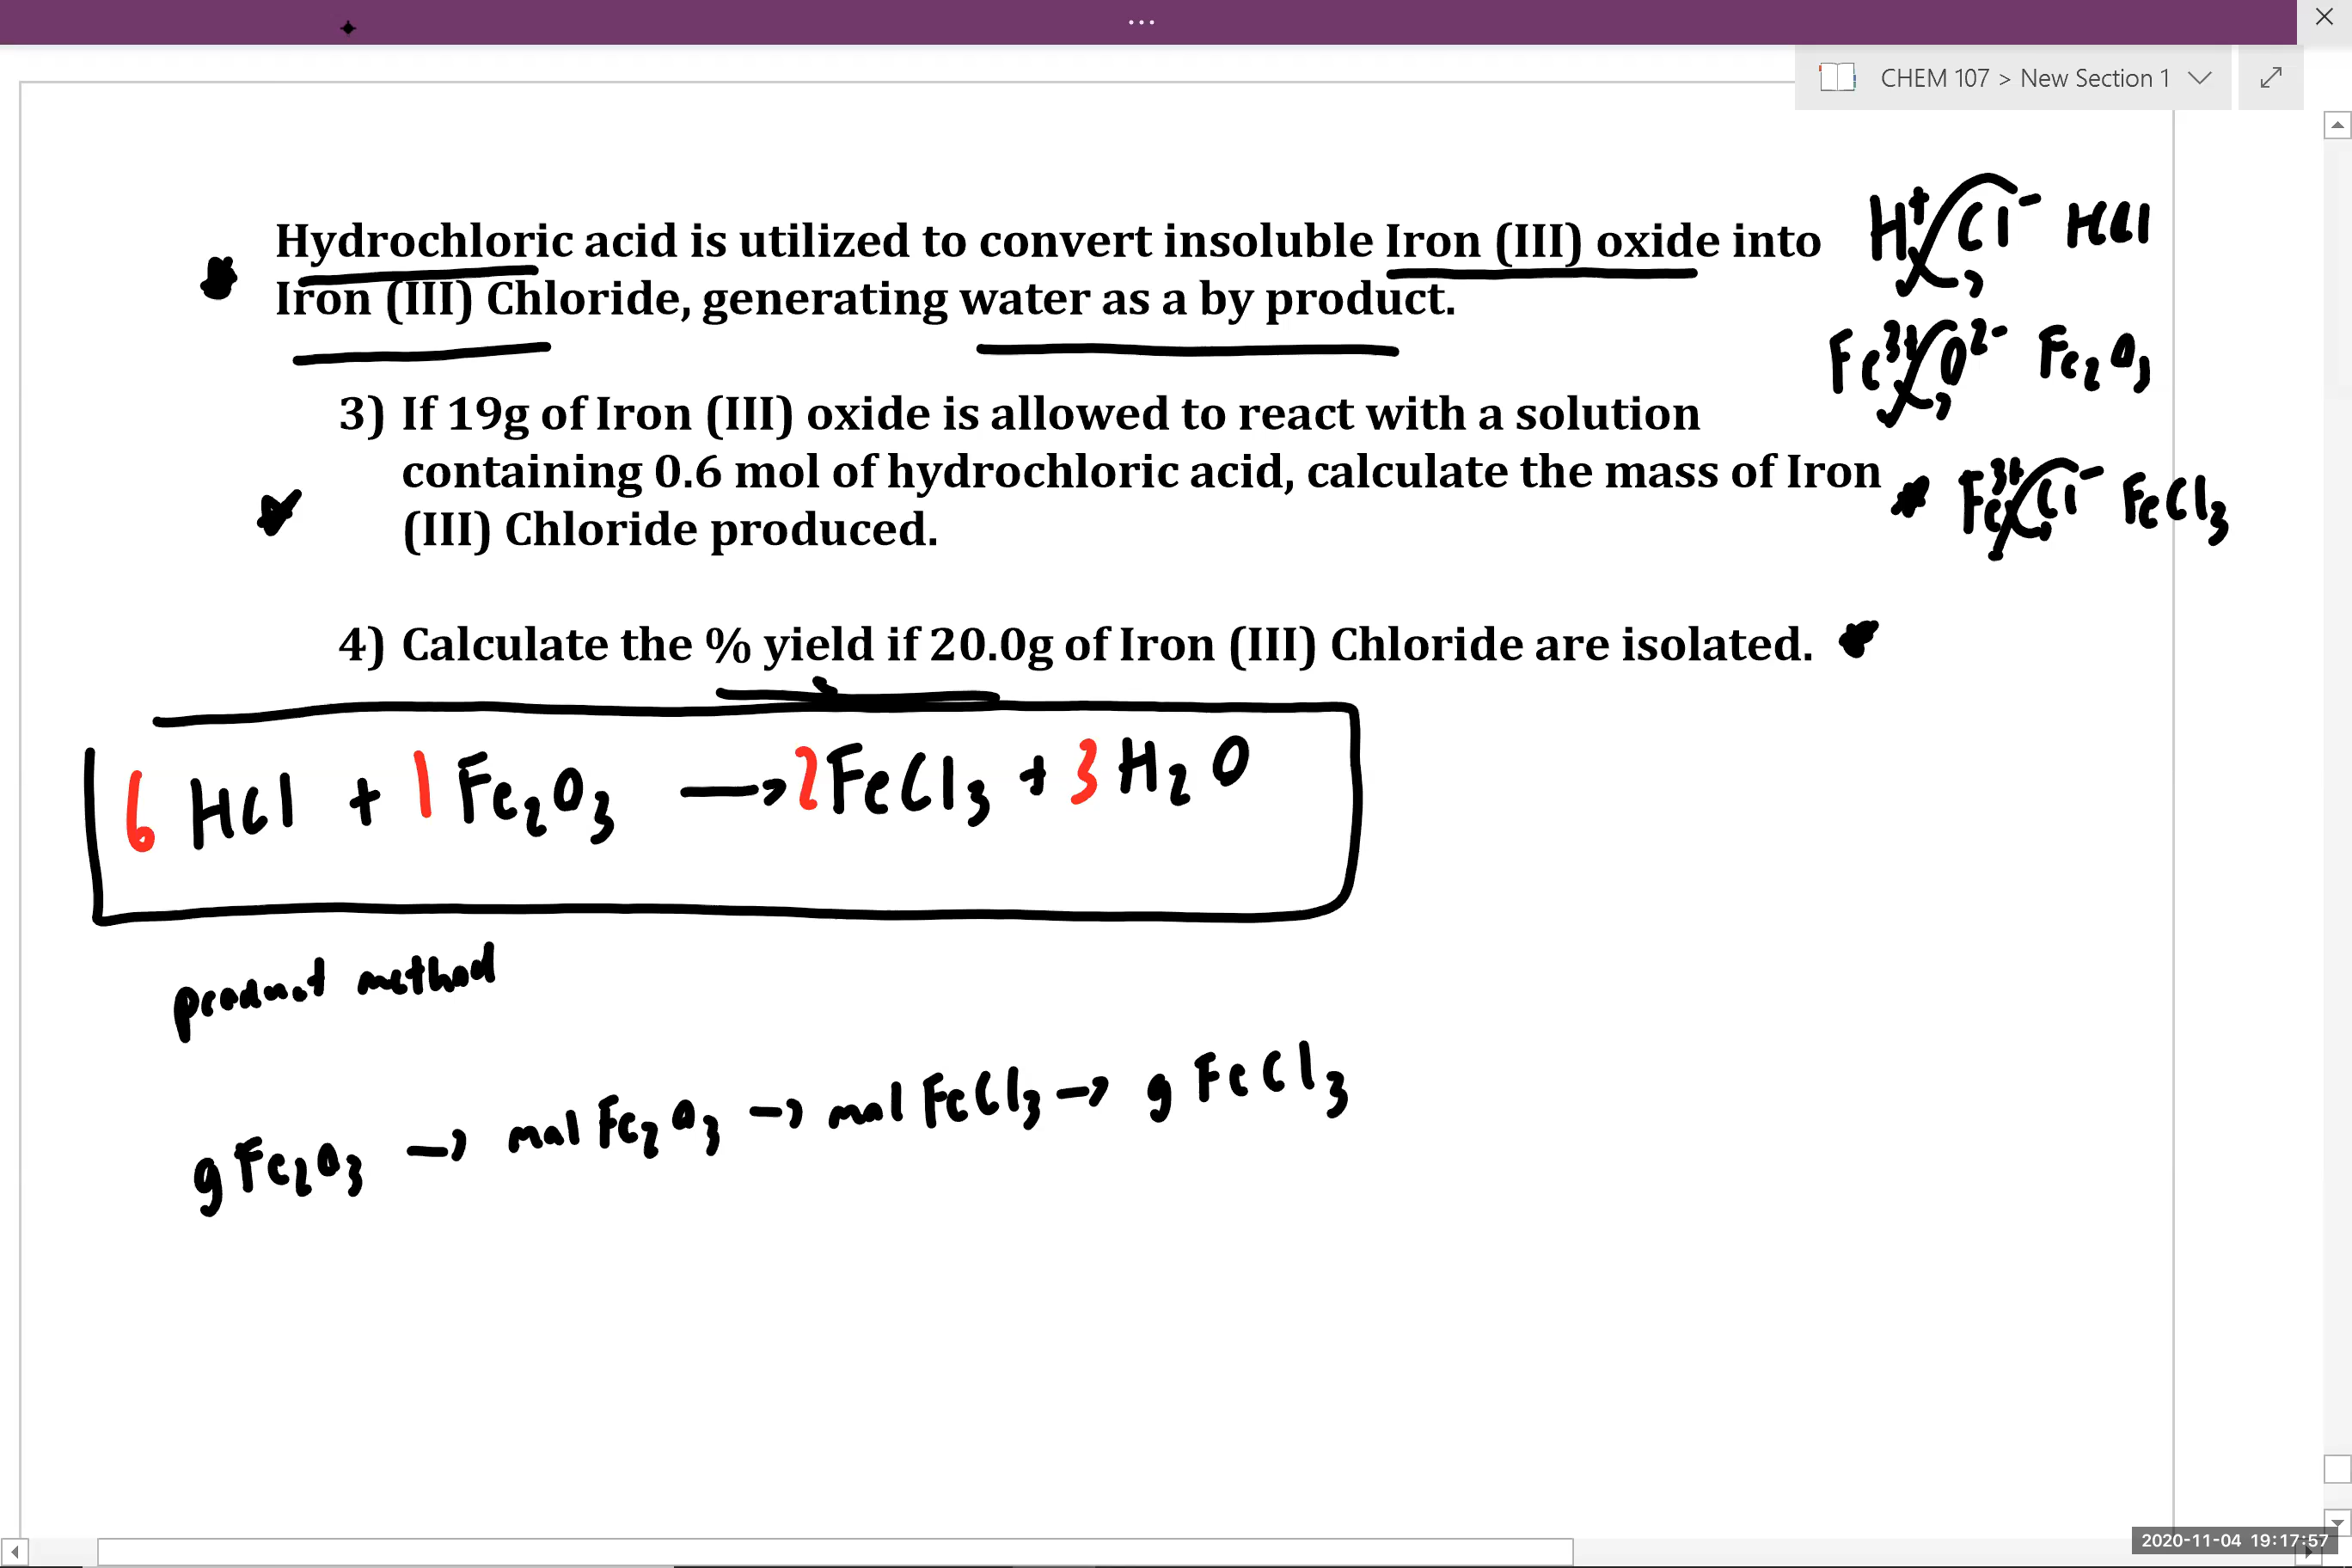 ...
CHEM 107 > New Section 1
Hydrochloric acid is utilized to convert insoluble Iron (III) oxide into
Iron (III) Chloride, generating water as a by product.
H⁺ Cl⁻ HCl
Fe³⁺ O²⁻ Fe₂O₃
3) If 19g of Iron (III) oxide is allowed to react with a solution
containing 0.6 mol of hydrochloric acid, calculate the mass of Iron
(III) Chloride produced.
Fe³⁺ Cl⁻ FeCl₃
4) Calculate the % yield if 20.0g of Iron (III) Chloride are isolated.
6 HCl + 1 Fe₂O₃ → 2 FeCl₃ + 3 H₂O
product method
g Fe₂O₃ → mol Fe₂O₃ → mol FeCl₃ → g FeCl₃
2020-11-04 19:17:57